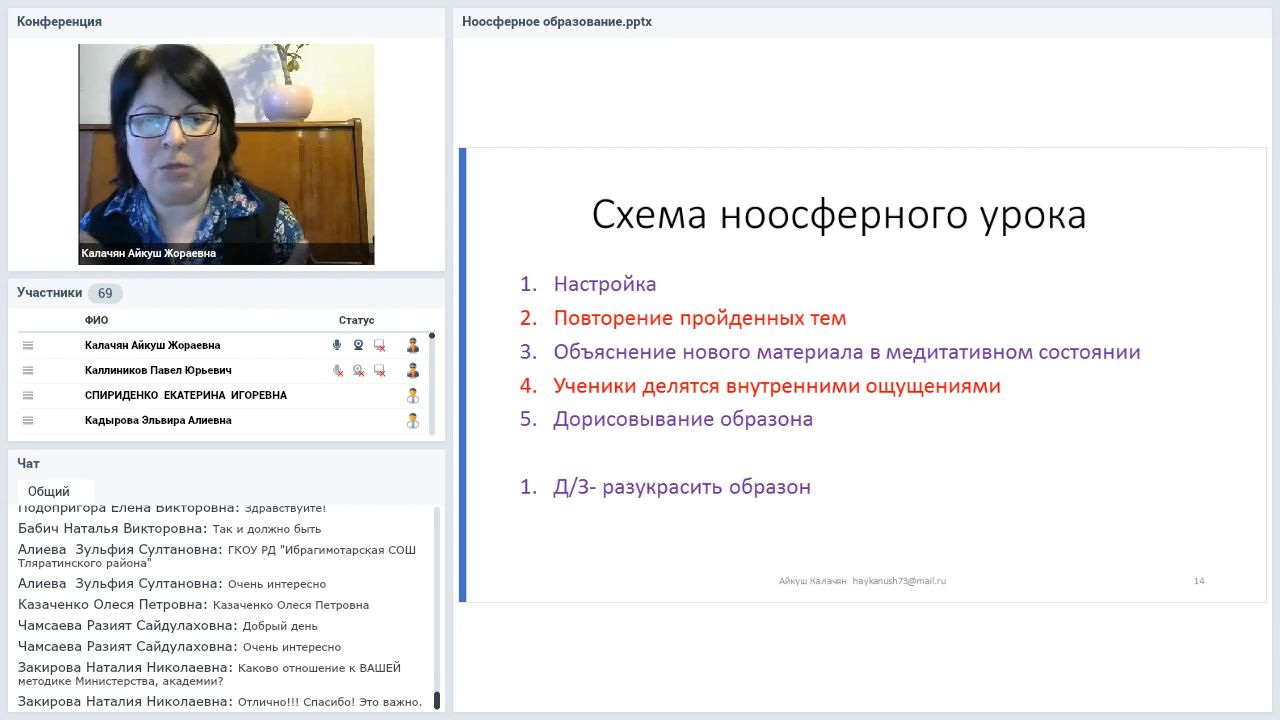 Конференция
Калачян Айкуш Жораевна
Участники 69
ФИО Статус
Калачян Айкуш Жораевна
Каллиников Павел Юрьевич
СПИРИДЕНКО ЕКАТЕРИНА ИГОРЕВНА
Кадырова Эльвира Алиевна
Чат
Общий
Подопригора Елена Викторовна: Здравствуйте!
Бабич Наталья Викторовна: Так и должно быть
Алиева Зульфия Султановна: ГКОУ РД "Ибрагимотарская СОШ
Тляратинского района"
Алиева Зульфия Султановна: Очень интересно
Казаченко Олеся Петровна: Казаченко Олеся Петровна
Чамсаева Разият Сайдулаховна: Добрый день
Чамсаева Разият Сайдулаховна: Очень интересно
Закирова Наталия Николаевна: Каково отношение к ВАШЕЙ
методике Министерства, академии?
Закирова Наталия Николаевна: Отлично!!! Спасибо! Это важно.
Ноосферное образование.pptx
Схема ноосферного урока
1. Настройка
2. Повторение пройденных тем
3. Объяснение нового материала в медитативном состоянии
4. Ученики делятся внутренними ощущениями
5. Дорисовывание образона
1. Д/З- разукрасить образон
Айкуш Калачян haykanush73@mail.ru
14